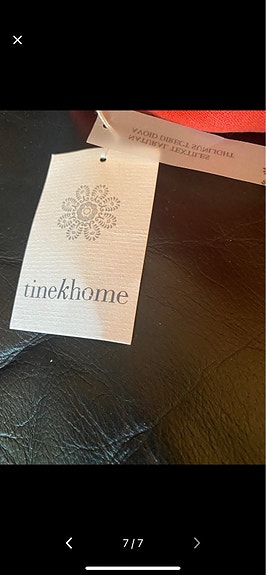 NATURAL TEXTILES
AVOID DIRECT SUNLIGHT
tinekhome
7/7